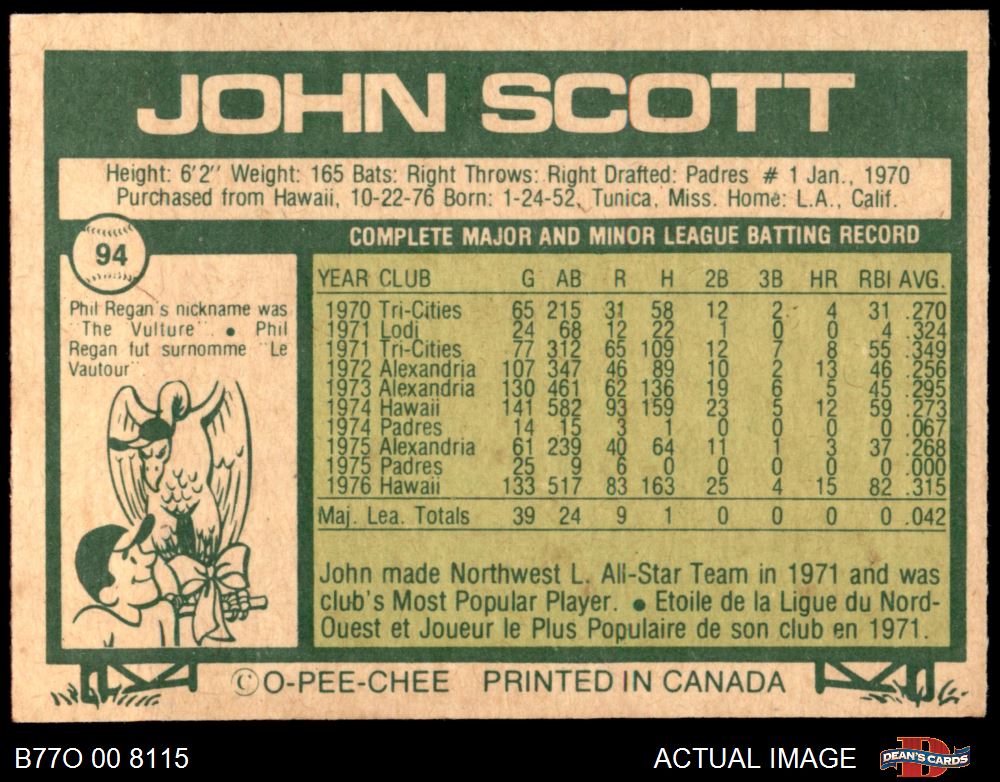 JOHN SCOTT
Height: 6'2" Weight: 165 Bats: Right Throws: Right Drafted: Padres # 1 Jan., 1970
Purchased from Hawaii, 10-22-76 Born: 1-24-52, Tunica, Miss. Home: L.A., Calif.
94
Phil Regan's nickname was
"The Vulture". ● Phil
Regan fut surnomme "Le
Vautour".
COMPLETE MAJOR AND MINOR LEAGUE BATTING RECORD
YEAR CLUB G AB R H 2B 3B HR RBI AVG.
1970 Tri-Cities 65 215 31 58 12 2 4 31 .270
1971 Lodi 24 68 12 22 1 0 0 4 .324
1971 Tri-Cities 77 312 65 109 12 7 8 55 .349
1972 Alexandria 107 347 46 89 10 2 13 46 .256
1973 Alexandria 130 461 62 136 19 6 5 45 .295
1974 Hawaii 141 582 93 159 23 5 12 59 .273
1974 Padres 14 15 3 1 0 0 0 0 .067
1975 Alexandria 61 239 40 64 11 1 3 37 .268
1975 Padres 25 9 6 0 0 0 0 0 .000
1976 Hawaii 133 517 83 163 25 4 15 82 .315
Maj. Lea. Totals 39 24 9 1 0 0 0 0 .042
John made Northwest L. All-Star Team in 1971 and was
club's Most Popular Player. ● Etoile de la Ligue du Nord-
Ouest et Joueur le Plus Populaire de son club en 1971.
©O-PEE-CHEE PRINTED IN CANADA
B77O 00 8115
ACTUAL IMAGE
DEAN'S CARDS